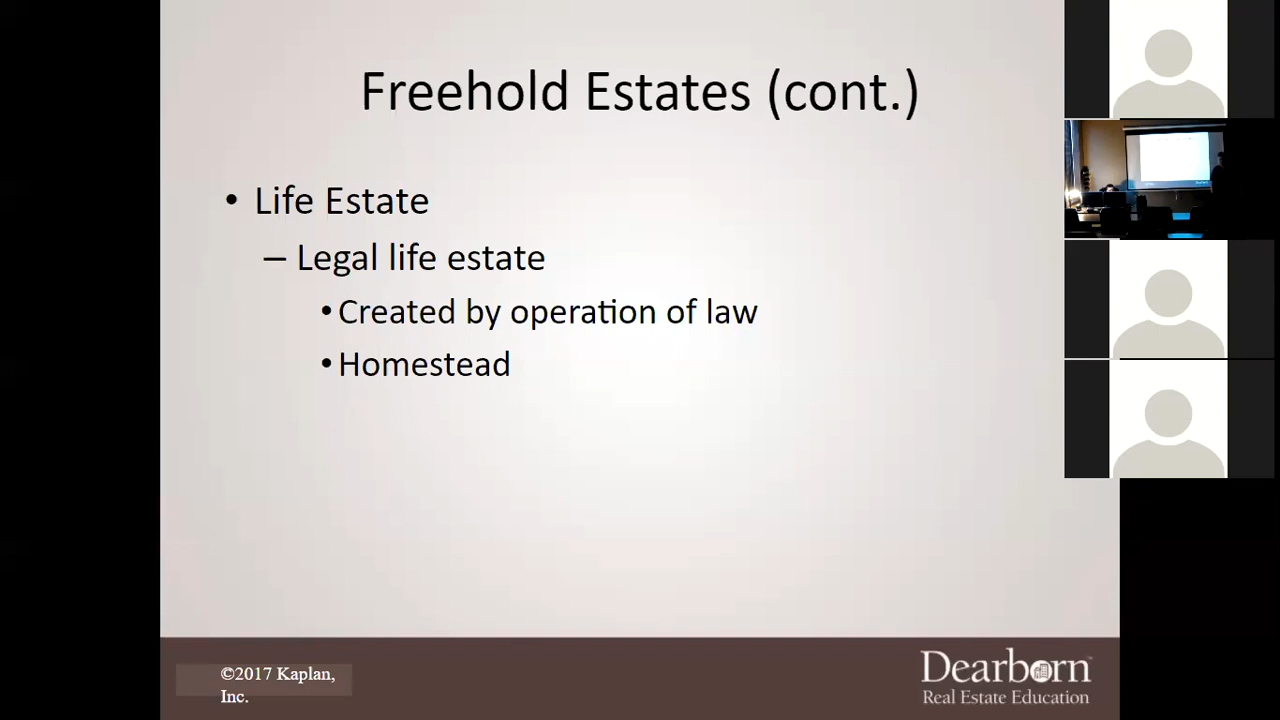 Freehold Estates (cont.)
• Life Estate
– Legal life estate
• Created by operation of law
• Homestead
©2017 Kaplan,
Inc.
Dearborn™
Real Estate Education